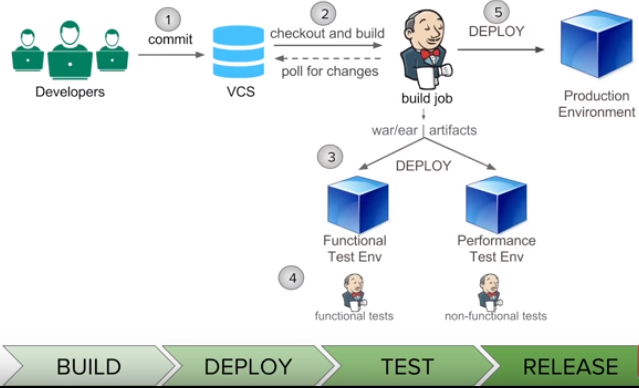 1
2
5
commit
checkout and build
DEPLOY
poll for changes
Developers
VCS
build job
Production
Environment
war/ear | artifacts
3
DEPLOY
Functional
Test Env
Performance
Test Env
4
functional tests
non-functional tests
BUILD
DEPLOY
TEST
RELEASE